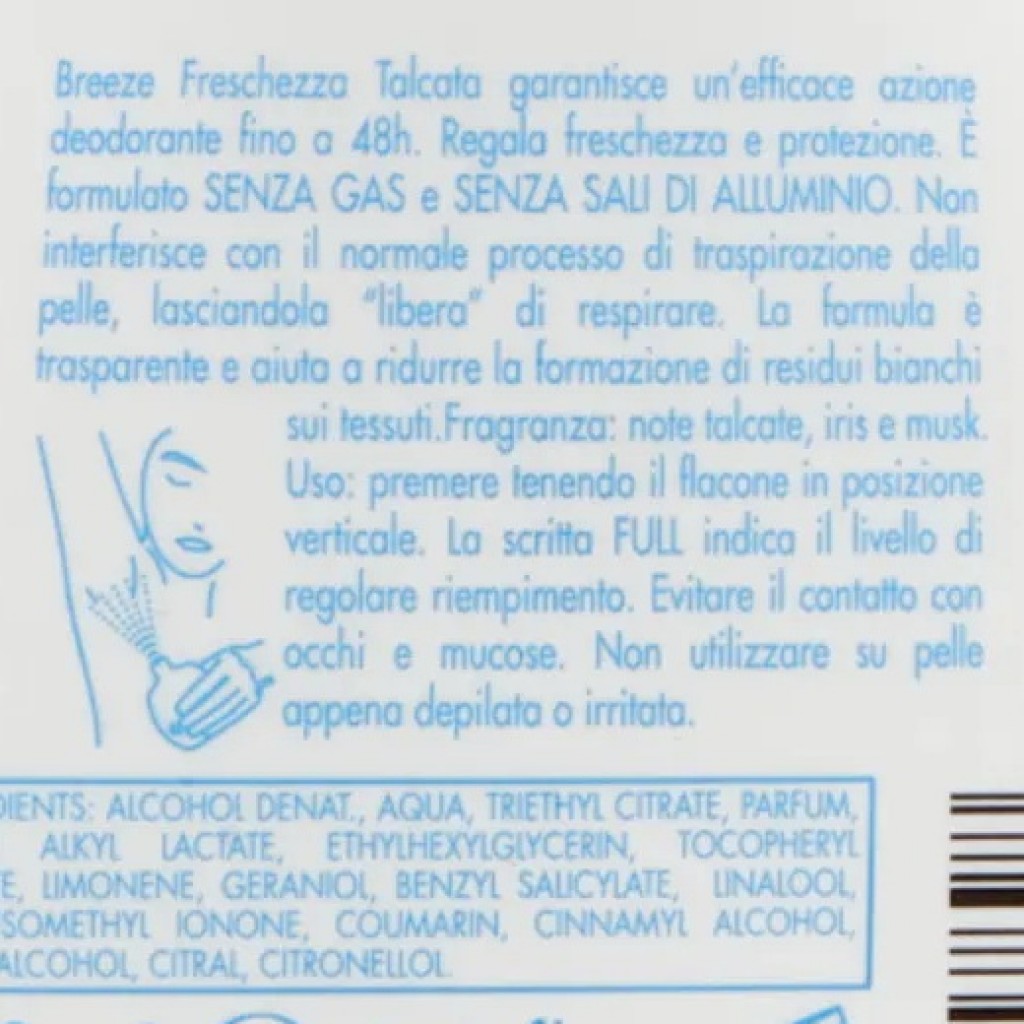 Breeze Freschezza Talcata garantisce un'efficace azione
deodorante fino a 48h. Regala freschezza e protezione. È
formulato SENZA GAS e SENZA SALI DI ALLUMINIO. Non
interferisce con il normale processo di traspirazione della
pelle, lasciandola "libera" di respirare. La formula è
trasparente e aiuta a ridurre la formazione di residui bianchi
sui tessuti.Fragranza: note talcate, iris e musk.
Uso: premere tenendo il flacone in posizione
verticale. La scritta FULL indica il livello di
regolare riempimento. Evitare il contatto con
occhi e mucose. Non utilizzare su pelle
appena depilata o irritata.
DIENTS: ALCOHOL DENAT., AQUA, TRIETHYL CITRATE, PARFUM,
ALKYL LACTATE, ETHYLHEXYLGLYCERIN, TOCOPHERYL
TE, LIMONENE, GERANIOL, BENZYL SALICYLATE, LINALOOL,
ISOMETHYL IONONE, COUMARIN, CINNAMYL ALCOHOL,
ALCOHOL, CITRAL, CITRONELLOL.